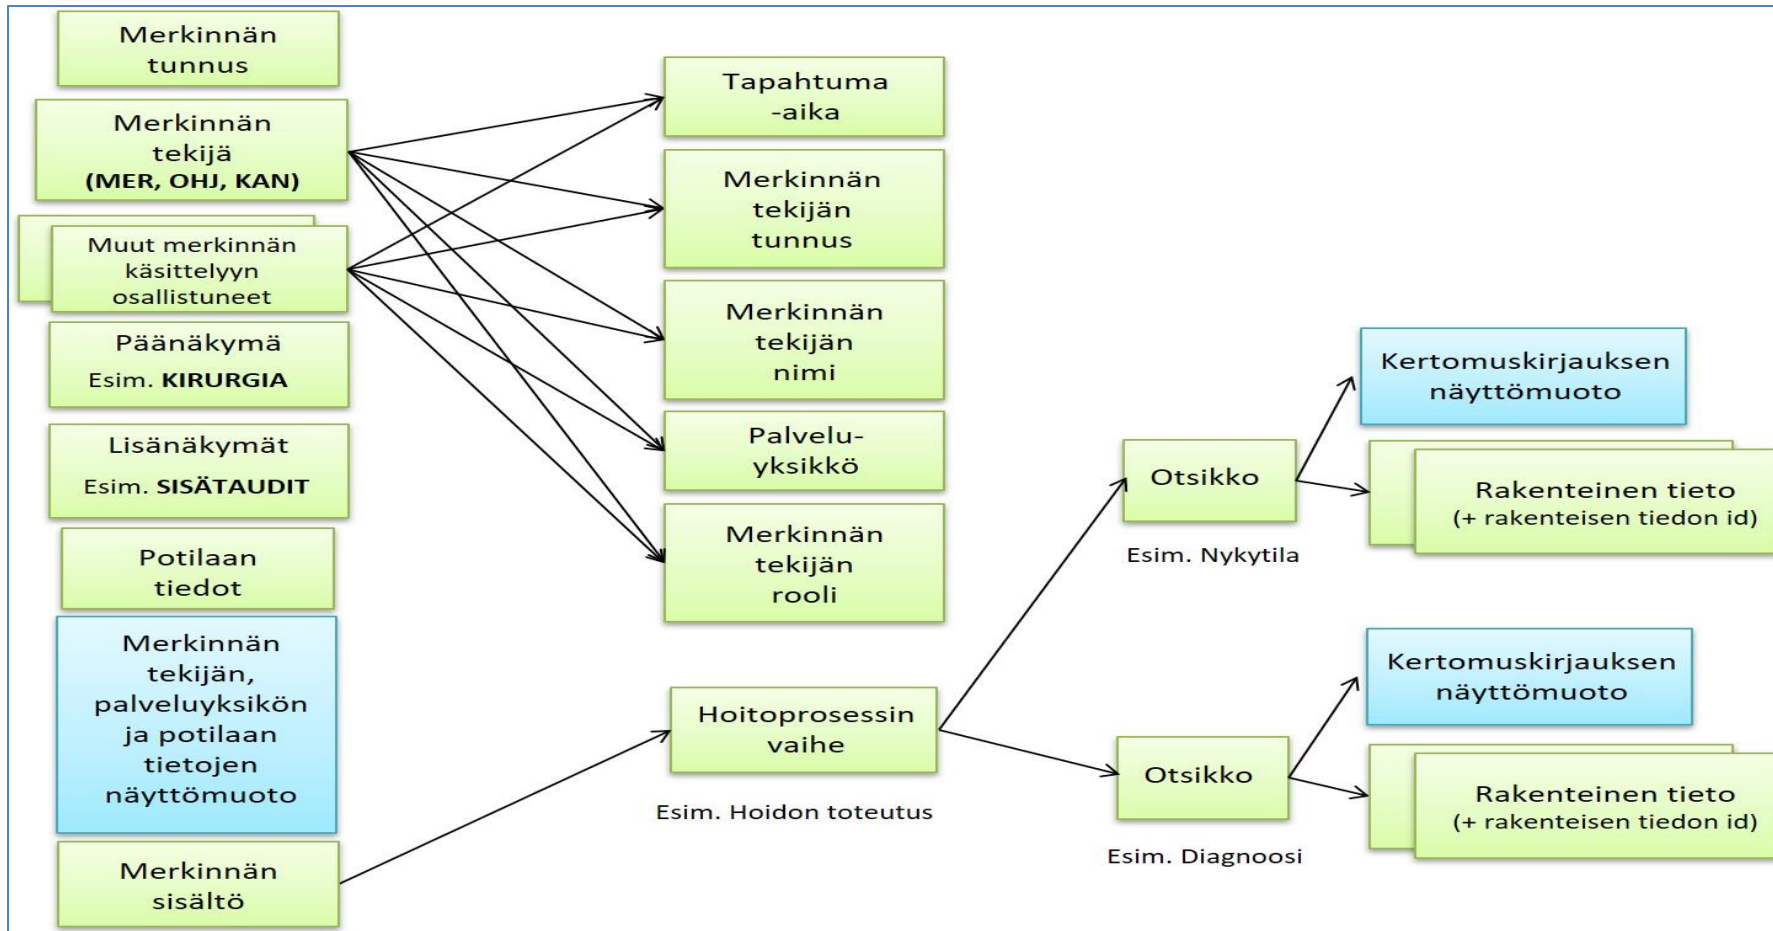 Merkinnän
tunnus
Merkinnän
tekijä
(MER, OHJ, KAN)
Muut merkinnän
käsittelyyn
osallistuneet
Päänäkymä
Esim. KIRURGIA
Lisänäkymät
Esim. SISÄTAUDIT
Potilaan
tiedot
Merkinnän
tekijän,
palveluyksikön
ja potilaan
tietojen
näyttömuoto
Merkinnän
sisältö
Tapahtuma
-aika
Merkinnän
tekijän
tunnus
Merkinnän
tekijän
nimi
Palvelu-
yksikkö
Merkinnän
tekijän
rooli
Hoitoprosessin
vaihe
Esim. Hoidon toteutus
Otsikko
Esim. Nykytila
Kertomuskirjauksen
näyttömuoto
Rakenteinen tieto
(+ rakenteisen tiedon id)
Otsikko
Esim. Diagnoosi
Kertomuskirjauksen
näyttömuoto
Rakenteinen tieto
(+ rakenteisen tiedon id)